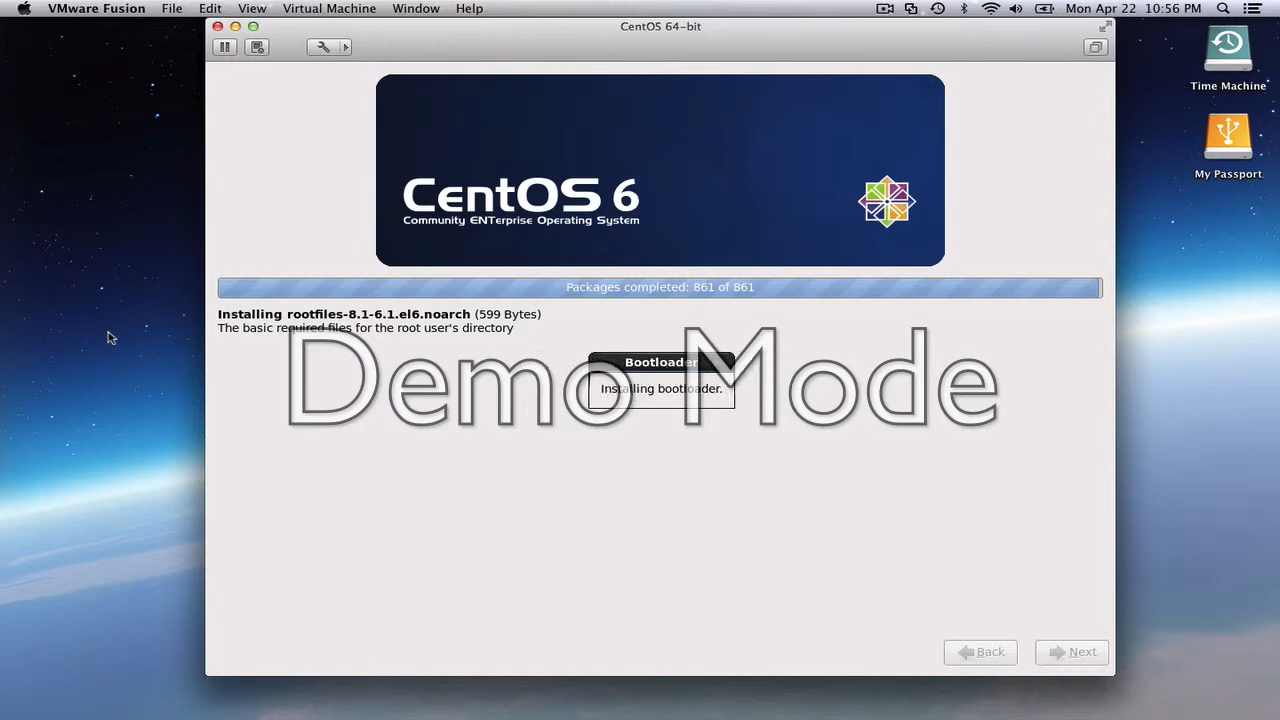 VMware Fusion File Edit View Virtual Machine Window Help Mon Apr 22 10:56 PM
CentOS 64-bit
Time Machine
My Passport
CentOS 6
Community ENTerprise Operating System
Packages completed: 861 of 861
Installing rootfiles-8.1-6.1.el6.noarch (599 Bytes)
The basic required files for the root user's directory
Demo Mode
Bootloader
Installing bootloader.
Back Next